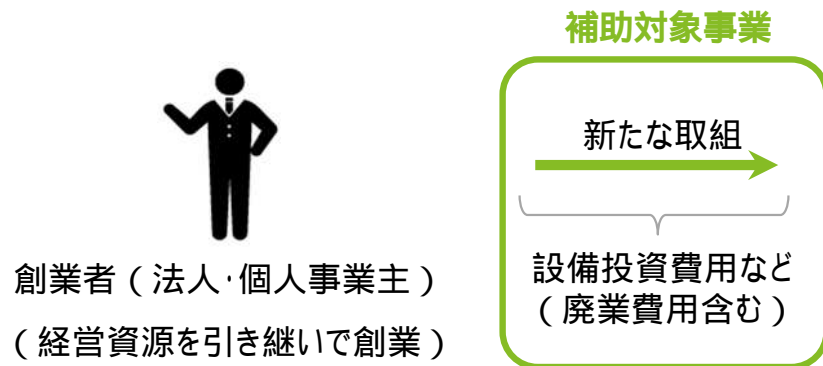 補助対象事業
新たな取組
設備投資費用など
(廃業費用含む)
創業者(法人・個人事業主)
(経営資源を引き継いで創業)